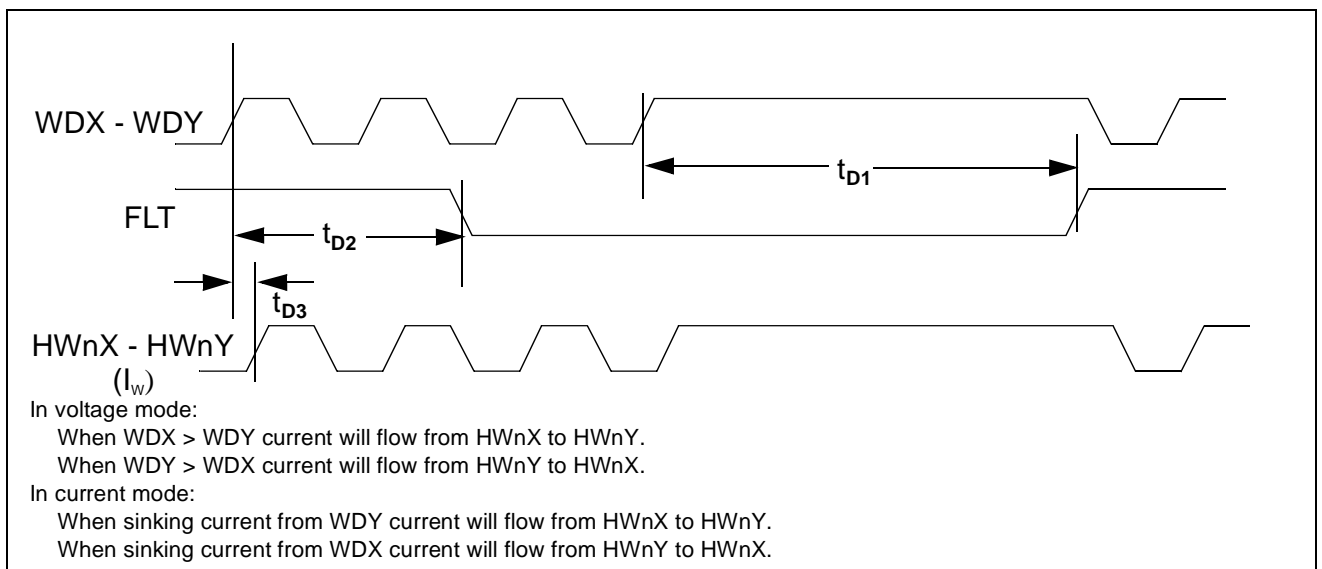 WDX - WDY
tD1
FLT
tD2
tD3
HWnX - HWnY
(Iw)
In voltage mode:
When WDX > WDY current will flow from HWnX to HWnY.
When WDY > WDX current will flow from HWnY to HWnX.
In current mode:
When sinking current from WDY current will flow from HWnX to HWnY.
When sinking current from WDX current will flow from HWnY to HWnX.